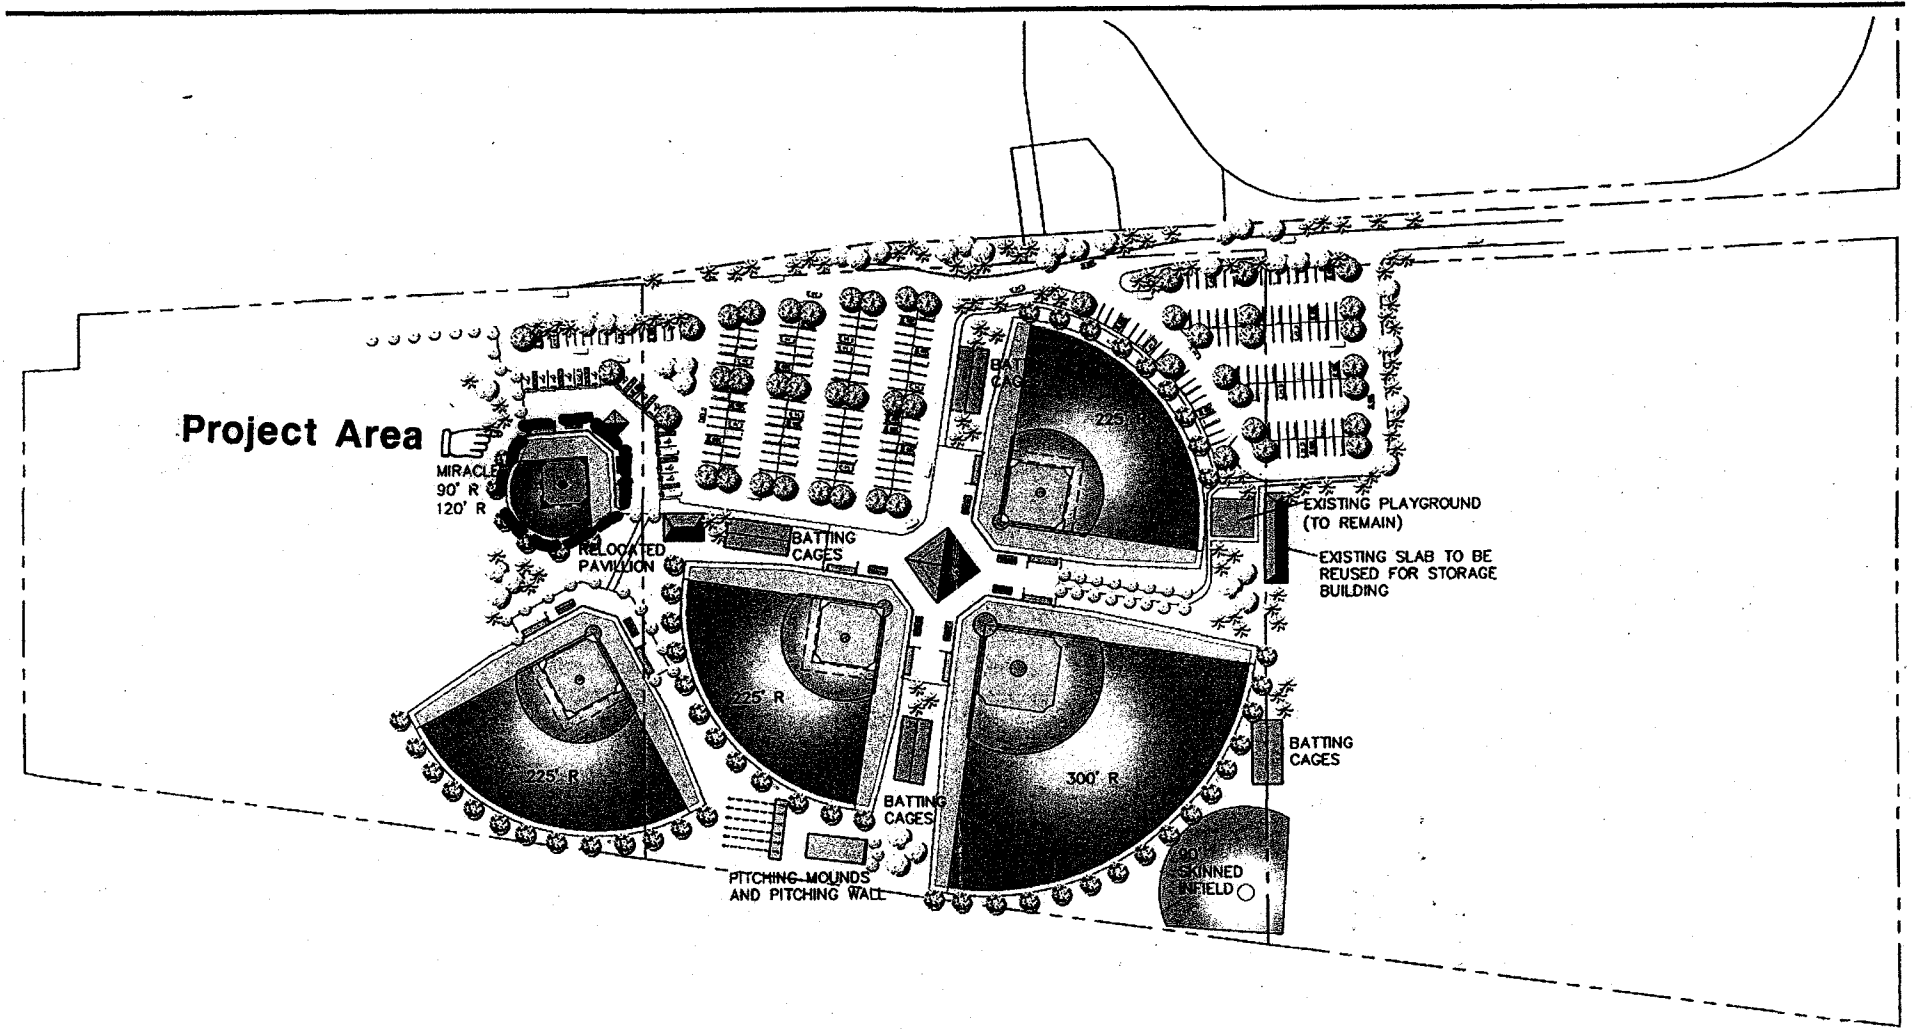 Project Area
MIRACLE
90' R
120' R
RELOCATED
PAVILLION
BATTING
CAGES
225'
EXISTING PLAYGROUND
(TO REMAIN)
EXISTING SLAB TO BE
REUSED FOR STORAGE
BUILDING
225' R
225' R
300' R
BATTING
CAGES
BATTING
CAGES
PITCHING MOUNDS
AND PITCHING WALL
SKINNED
INFIELD